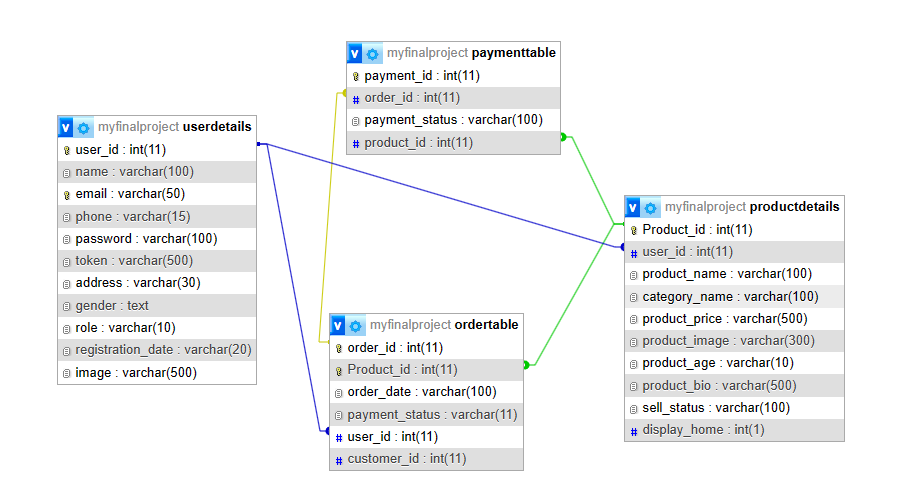 myfinalproject paymenttable
payment_id : int(11)
# order_id : int(11)
payment_status : varchar(100)
# product_id : int(11)
v myfinalproject userdetails
user_id : int(11)
name : varchar(100)
email : varchar(50)
phone : varchar(15)
password : varchar(100)
token : varchar(500)
address : varchar(30)
gender : text
role : varchar(10)
registration_date : varchar(20)
image : varchar(500)
v myfinalproject productdetails
Product_id : int(11)
# user_id : int(11)
product_name : varchar(100)
category_name : varchar(100)
product_price : varchar(500)
product_image : varchar(300)
product_age : varchar(10)
product_bio : varchar(500)
sell_status : varchar(100)
# display_home : int(1)
v myfinalproject ordertable
order_id : int(11)
Product_id : int(11)
order_date : varchar(100)
payment_status : varchar(11)
# user_id : int(11)
# customer_id : int(11)